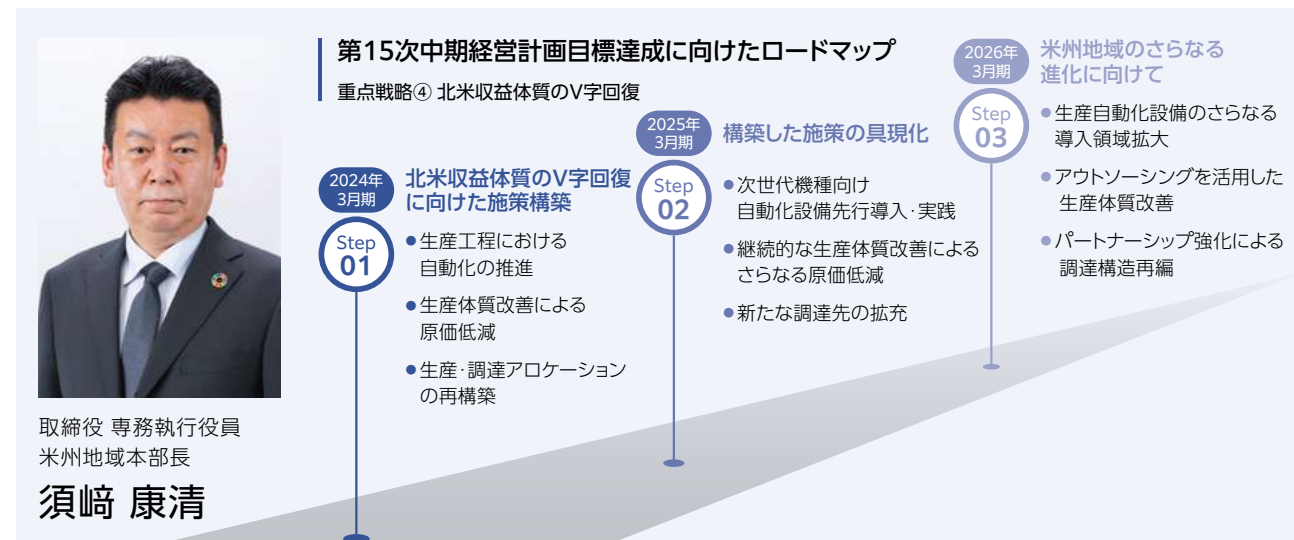 第15次中期経営計画目標達成に向けたロードマップ
重点戦略④ 北米収益体質のV字回復
2024年
3月期
Step
01
北米収益体質のV字回復
に向けた施策構築
●生産工程における
自動化の推進
●生産体質改善による
原価低減
●生産・調達アロケーション
の再構築
2025年
3月期
Step
02
構築した施策の具現化
●次世代機種向け
自動化設備先行導入・実践
●継続的な生産体質改善による
さらなる原価低減
●新たな調達先の拡充
2026年
3月期
Step
03
米州地域のさらなる
進化に向けて
●生産自動化設備のさらなる
導入領域拡大
●アウトソーシングを活用した
生産体質改善
●パートナーシップ強化による
調達構造再編
取締役 専務執行役員
米州地域本部長
須﨑 康清